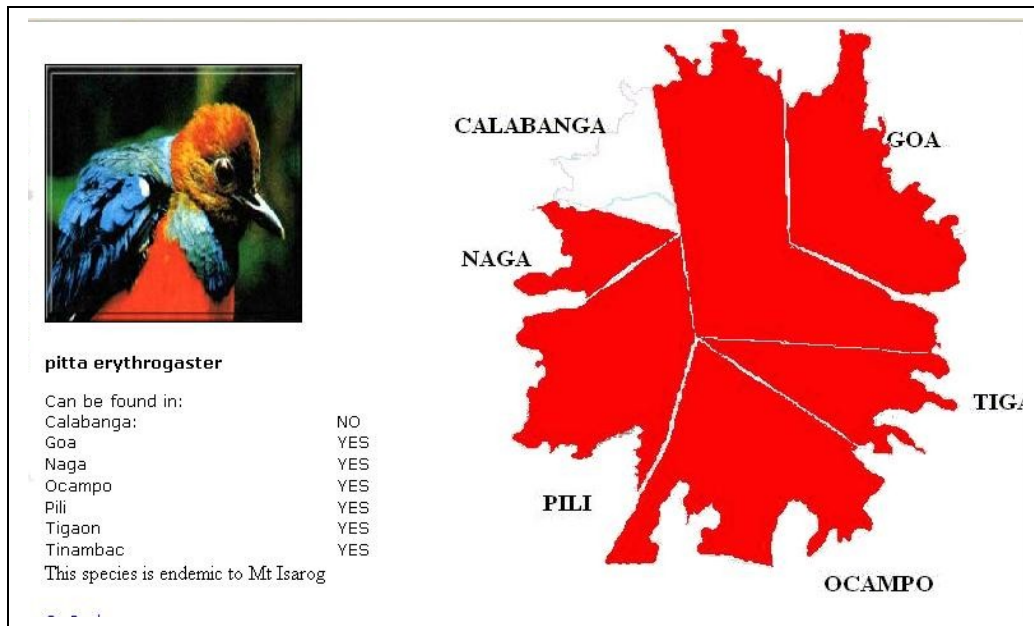 pitta erythrogaster
Can be found in:
Calabanga: NO
Goa YES
Naga YES
Ocampo YES
Pili YES
Tigaon YES
Tinambac YES
This species is endemic to Mt Isarog
CALABANGA
GOA
NAGA
TIGA
PILI
OCAMPO